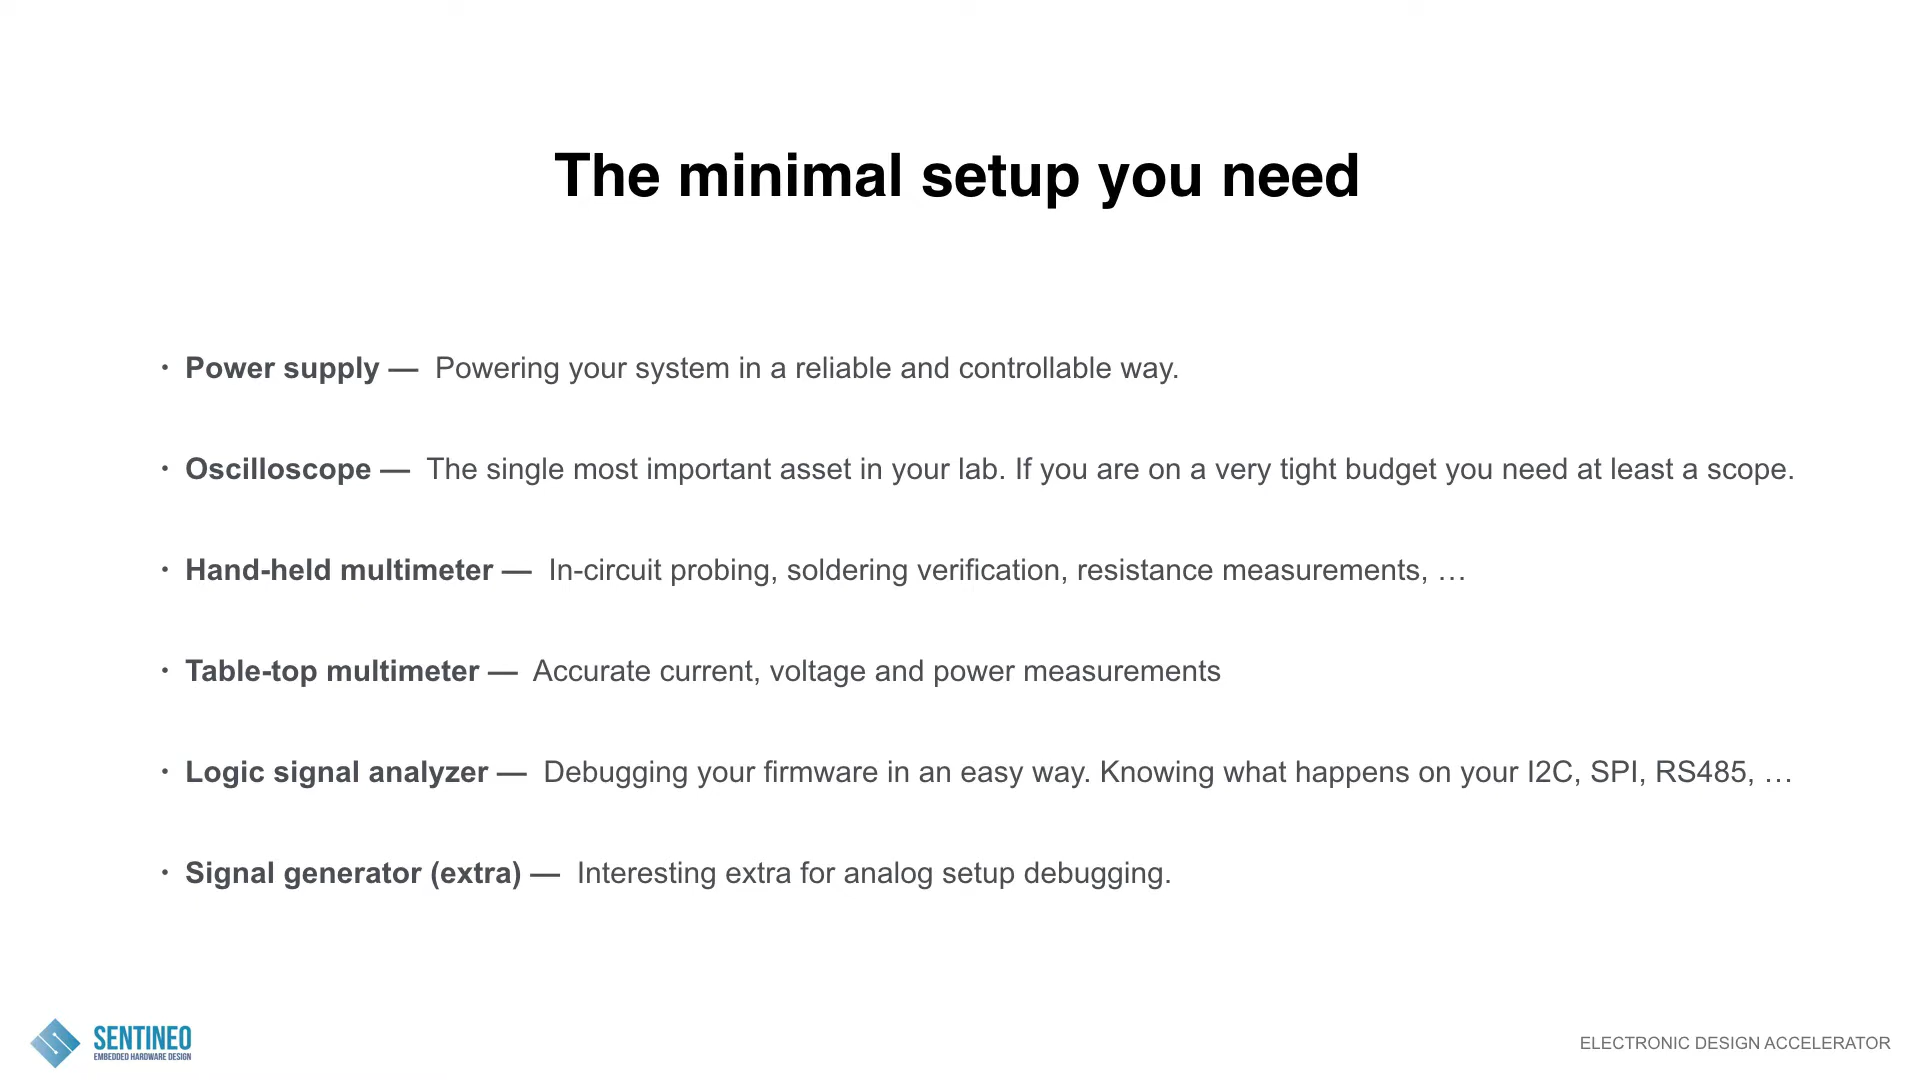 The minimal setup you need
• Power supply — Powering your system in a reliable and controllable way.
• Oscilloscope — The single most important asset in your lab. If you are on a very tight budget you need at least a scope.
• Hand-held multimeter — In-circuit probing, soldering verification, resistance measurements, …
• Table-top multimeter — Accurate current, voltage and power measurements
• Logic signal analyzer — Debugging your firmware in an easy way. Knowing what happens on your I2C, SPI, RS485, …
• Signal generator (extra) — Interesting extra for analog setup debugging.
SENTINEO
EMBEDDED HARDWARE DESIGN
ELECTRONIC DESIGN ACCELERATOR